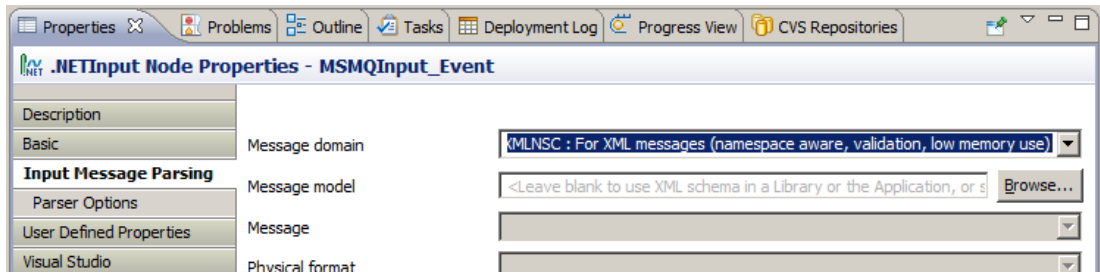 Properties Problems Outline Tasks Deployment Log Progress View CVS Repositories
.NET .NETInput Node Properties - MSMQInput_Event
Description
Basic
Message domain XMLNSC : For XML messages (namespace aware, validation, low memory use)
Input Message Parsing
Message model <Leave blank to use XML schema in a Library or the Application, or s Browse...
Parser Options
User Defined Properties
Message
Visual Studio
Physical format